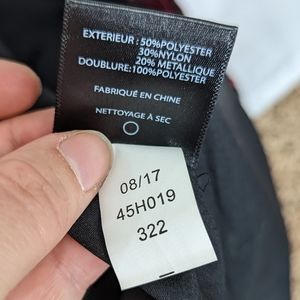 EXTERIEUR : 50%POLYESTER
30%NYLON
20% METALLIQUE
DOUBLURE:100%POLYESTER
FABRIQUÉ EN CHINE
NETTOYAGE À SEC
08/17
45H019
322